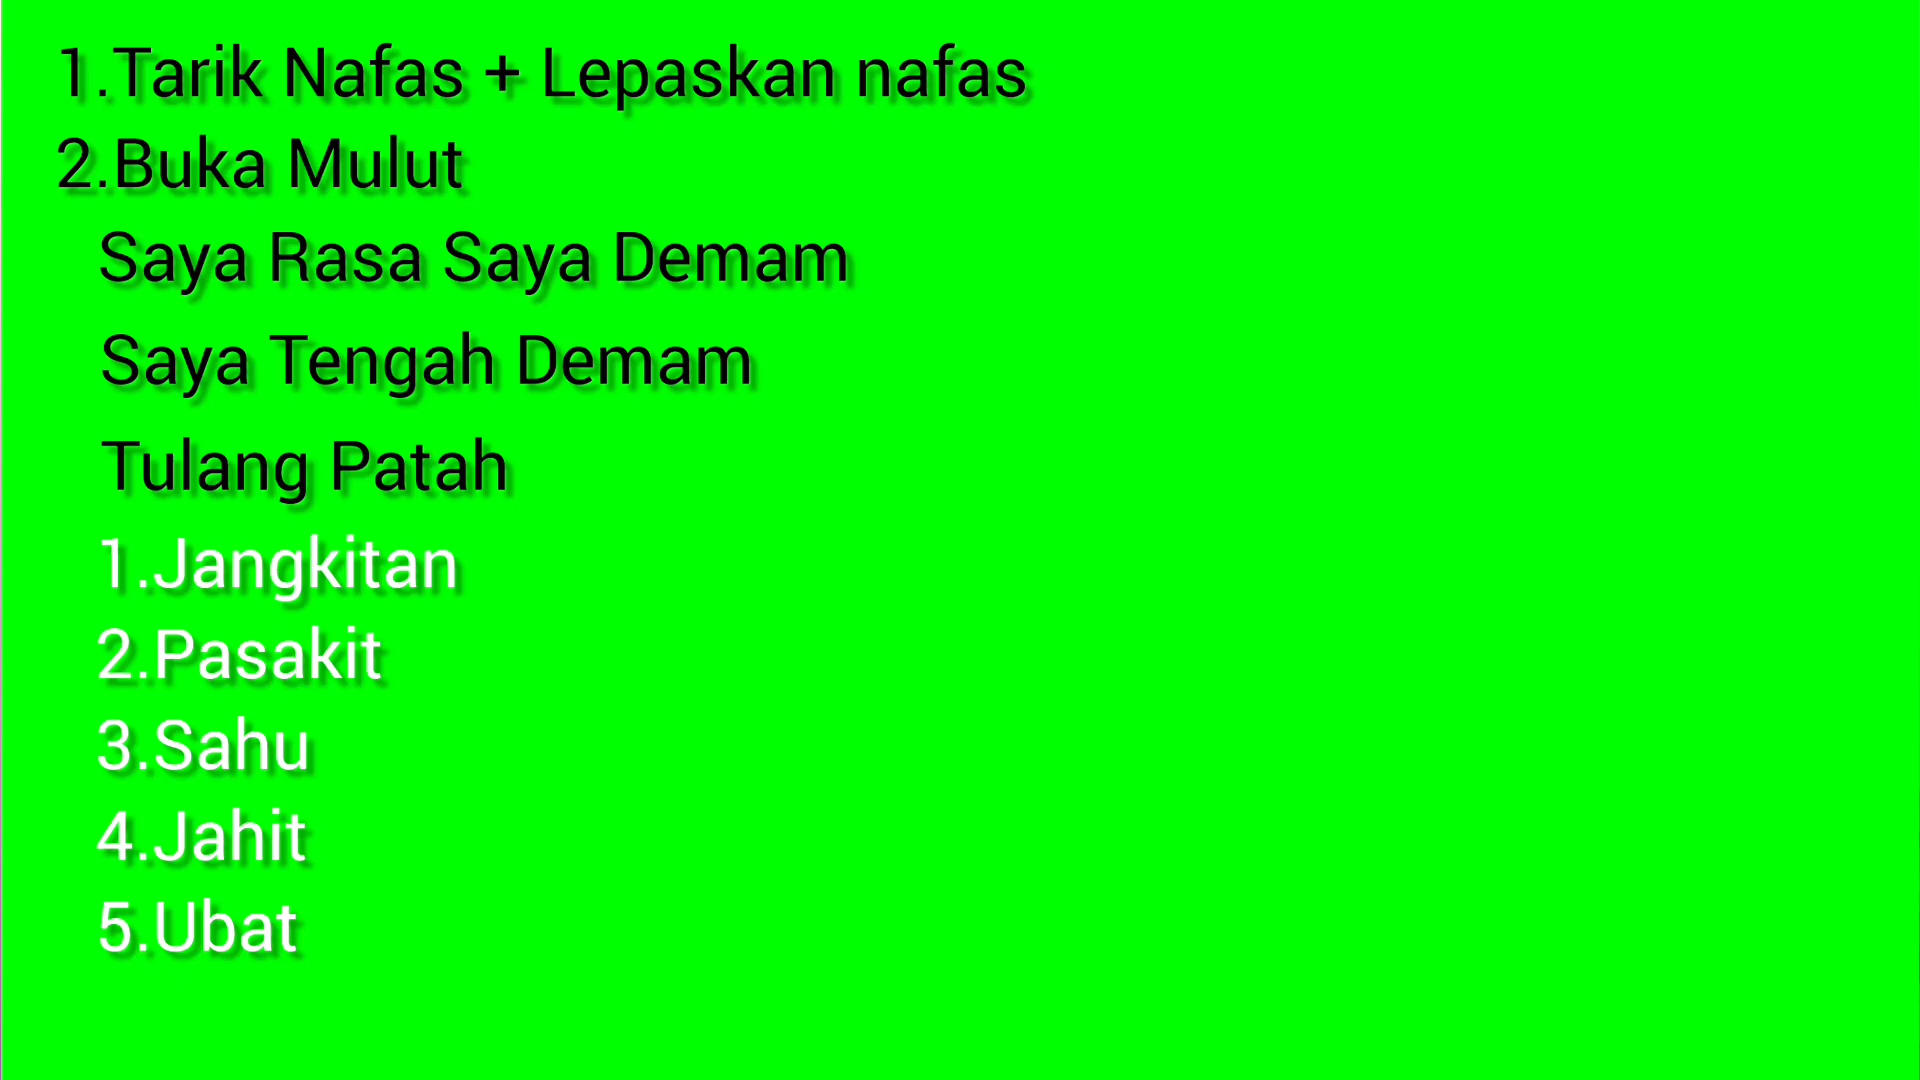 1.Tarik Nafas + Lepaskan nafas
2.Buka Mulut
Saya Rasa Saya Demam
Saya Tengah Demam
Tulang Patah
1.Jangkitan
2.Pasakit
3.Sahu
4.Jahit
5.Ubat